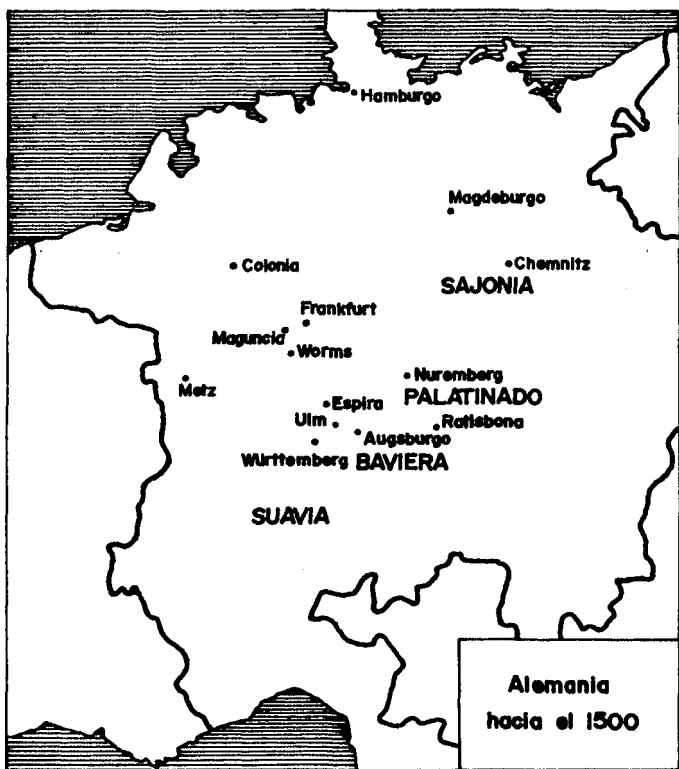 Hamburgo
Magdeburgo
Colonia
Chemnitz
SAJONIA
Frankfurt
Maguncia
Worms
Metz
Nuremberg
PALATINADO
Espira
Ulm
Ratisbona
Augsburgo
Württemberg
BAVIERA
SUAVIA
Alemania
hacia el 1500